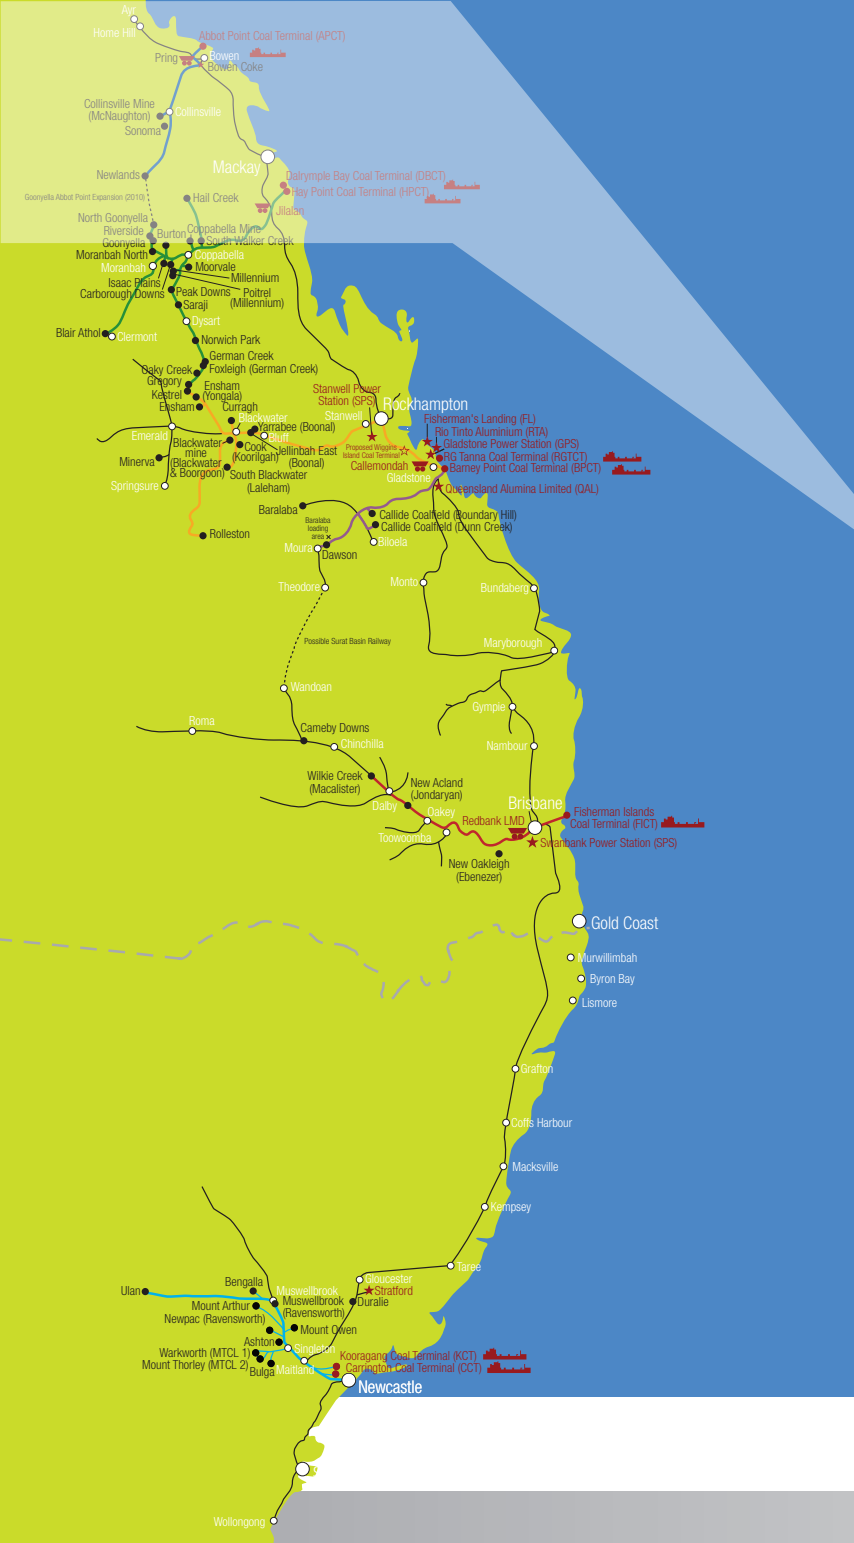 Ayr
Home Hill
Abbot Point Coal Terminal (APCT)
Pring
Bowen
Bowen Coke
Collinsville Mine
(McNaughton)
Collinsville
Sonoma
Mackay
Newlands
Dalrymple Bay Coal Terminal (DBCT)
Hay Point Coal Terminal (HPCT)
Goonyella Abbot Point Expansion (2010)
Hail Creek
Jilalan
North Goonyella
Riverside
Goonyella
Burton
Coppabella Mine
South Walker Creek
Moranbah North
Coppabella
Moranbah
Moorvale
Isaac Plains
Millennium
Carborough Downs
Peak Downs
Poitrel
(Millennium)
Saraji
Dysart
Blair Athol
Clermont
Norwich Park
German Creek
Oaky Creek
Foxleigh (German Creek)
Gregory
Kestrel
Ensham
(Yongala)
Ensham
Stanwell Power
Station (SPS)
Rockhampton
Curragh
Blackwater
Stanwell
Fisherman's Landing (FL)
Yarrabee (Boonal)
Rio Tinto Aluminium (RTA)
Emerald
Bluff
Gladstone Power Station (GPS)
Blackwater
mine
(Blackwater
& Boorgoon)
Cook
(Koorilgah)
Jellinbah East
(Boonal)
Proposed Wiggins
Island Coal Terminal
RG Tanna Coal Terminal (RGTCT)
Minerva
Callemondah
Barney Point Coal Terminal (BPCT)
South Blackwater
(Laleham)
Gladstone
Springsure
Queensland Alumina Limited (QAL)
Baralaba
Callide Coalfield (Boundary Hill)
Baralaba
loading
area
Callide Coalfield (Dunn Creek)
Rolleston
Biloela
Moura
Dawson
Theodore
Monto
Bundaberg
Possible Surat Basin Railway
Maryborough
Wandoan
Gympie
Roma
Cameby Downs
Chinchilla
Nambour
Wilkie Creek
(Macalister)
New Acland
(Jondaryan)
Dalby
Oakey
Brisbane
Fisherman Islands
Coal Terminal (FICT)
Redbank LMD
Toowoomba
Swanbank Power Station (SPS)
New Oakleigh
(Ebenezer)
Gold Coast
Murwillimbah
Byron Bay
Lismore
Grafton
Coffs Harbour
Macksville
Kempsey
Taree
Gloucester
Stratford
Duralie
Ulan
Bengalla
Muswellbrook
Mount Arthur
Muswellbrook
(Ravensworth)
Newpac (Ravensworth)
Mount Owen
Ashton
Singleton
Warkworth (MTCL 1)
Mount Thorley (MTCL 2)
Bulga
Maitland
Kooragang Coal Terminal (KCT)
Carrington Coal Terminal (CCT)
Newcastle
Wollongong